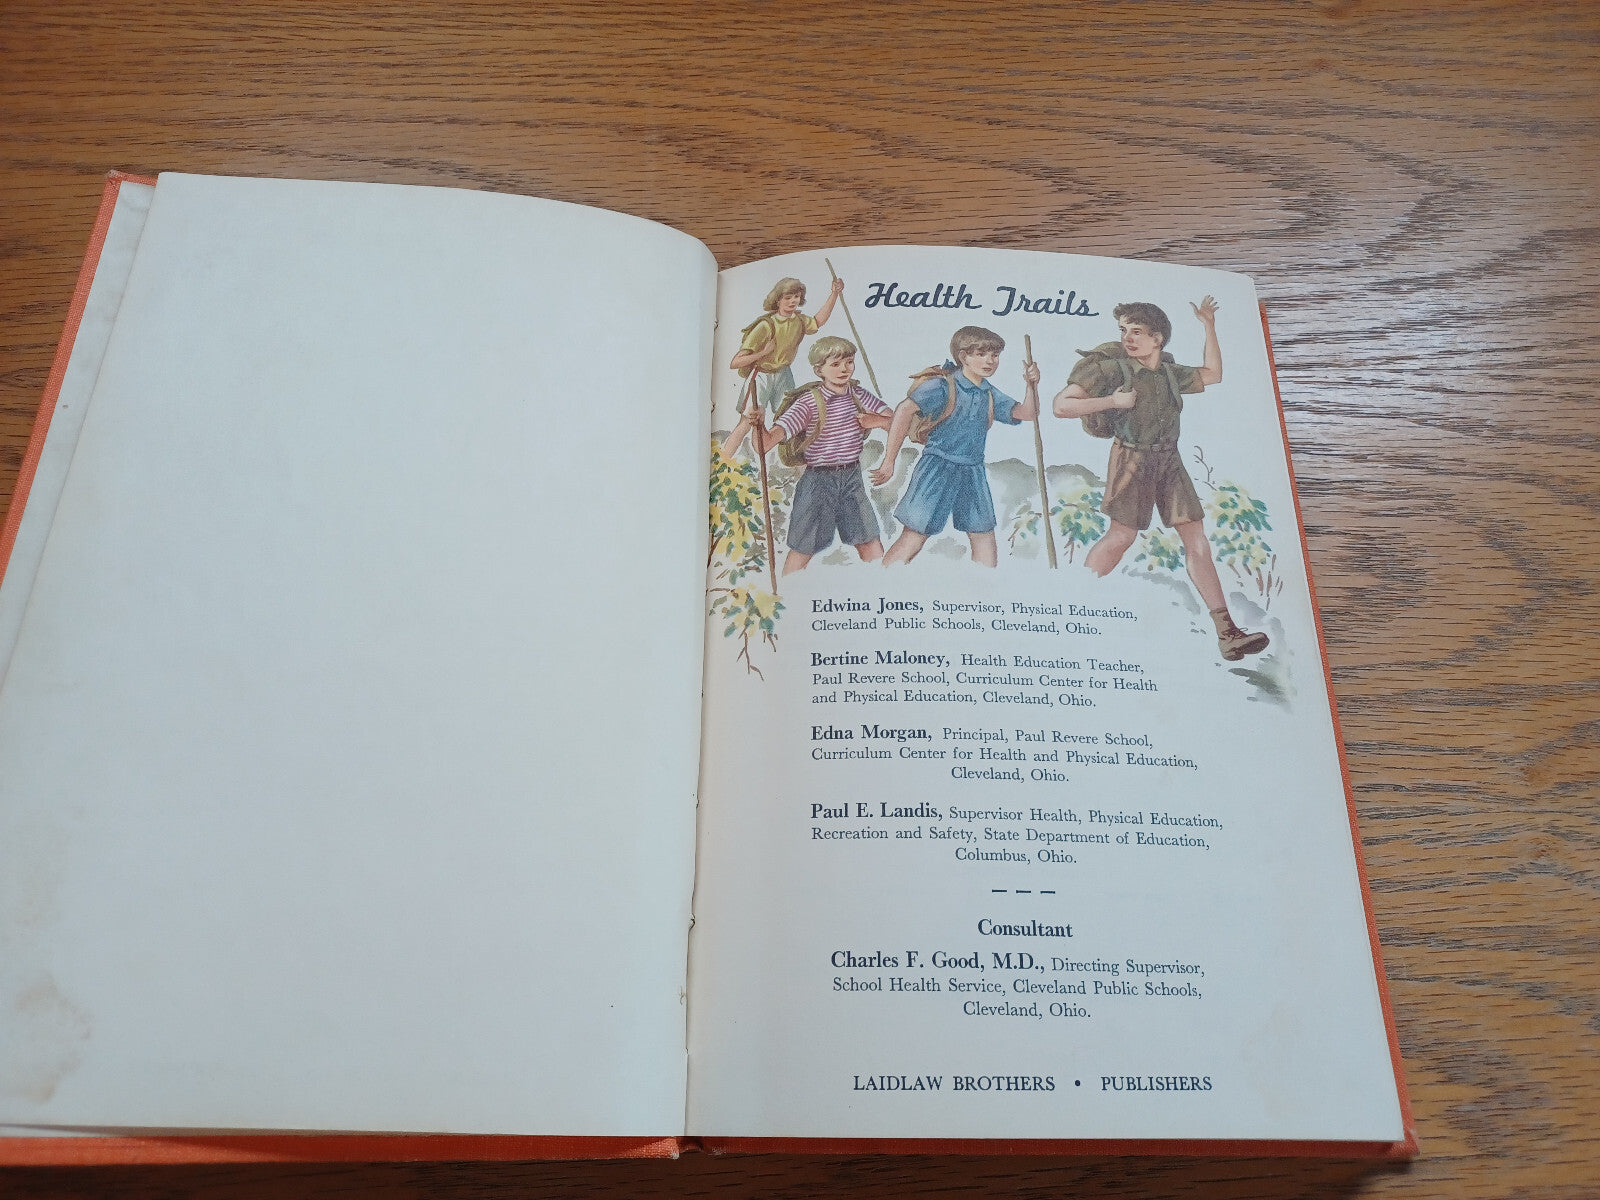 Health Trails
Edwina Jones, Supervisor, Physical Education,
Cleveland Public Schools, Cleveland, Ohio.
Bertine Maloney, Health Education Teacher,
Paul Revere School, Curriculum Center for Health
and Physical Education, Cleveland, Ohio.
Edna Morgan, Principal, Paul Revere School,
Curriculum Center for Health and Physical Education,
Cleveland, Ohio.
Paul E. Landis, Supervisor Health, Physical Education,
Recreation and Safety, State Department of Education,
Columbus, Ohio.
— — —
Consultant
Charles F. Good, M.D., Directing Supervisor,
School Health Service, Cleveland Public Schools,
Cleveland, Ohio.
LAIDLAW BROTHERS • PUBLISHERS